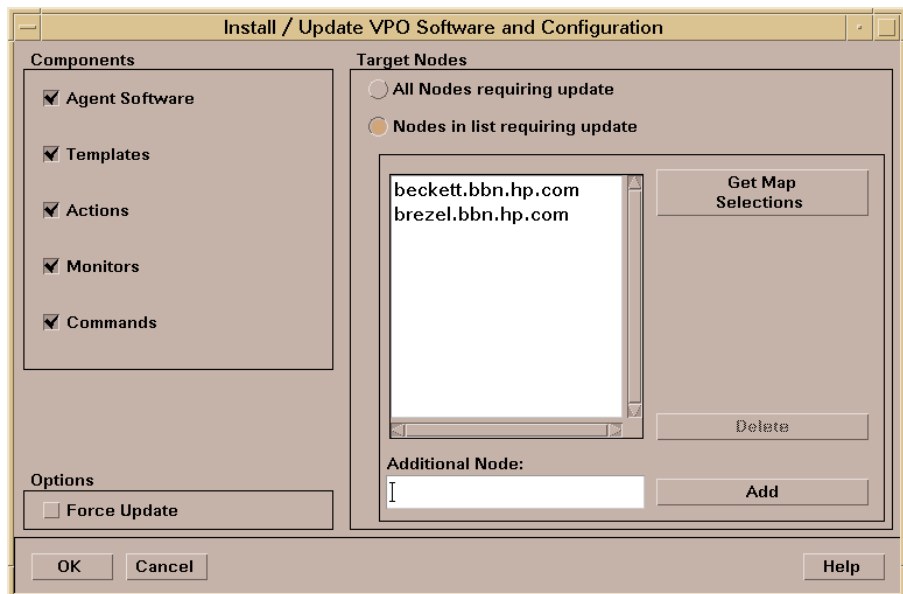 Install / Update VPO Software and Configuration
Components
Agent Software
Templates
Actions
Monitors
Commands
Options
Force Update
Target Nodes
All Nodes requiring update
Nodes in list requiring update
beckett.bbn.hp.com
brezel.bbn.hp.com
Get Map
Selections
Delete
Additional Node:
Add
OK
Cancel
Help